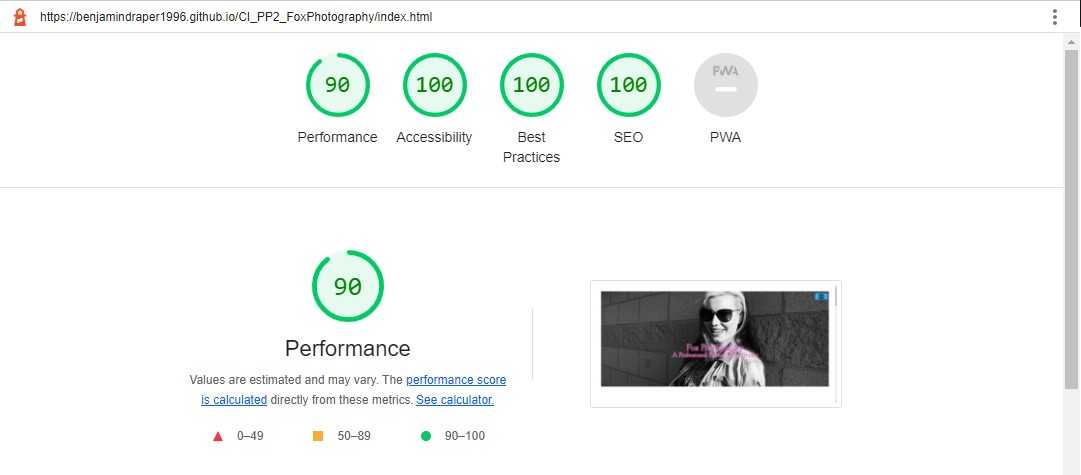 https://benjamindraper1996.github.io/CI_PP2_FoxPhotography/index.html
90
100
100
100
PWA
Performance
Accessibility
Best
Practices
SEO
PWA
90
Performance
Values are estimated and may vary. The performance score
is calculated directly from these metrics. See calculator.
0–49
50–89
90–100
Fox
A Professional